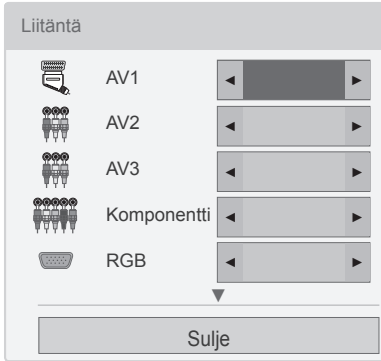 Liitäntä
AV1
AV2
AV3
Komponentti
RGB
Sulje